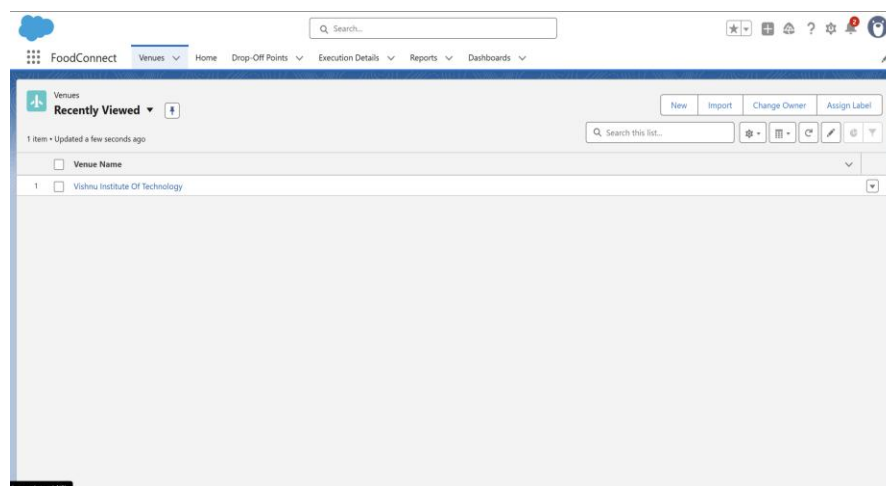 Search...
2
FoodConnect Venues Home Drop-Off Points Execution Details Reports Dashboards
Venues
Recently Viewed
New Import Change Owner Assign Label
1 item • Updated a few seconds ago
Search this list...
Venue Name
1 Vishnu Institute Of Technology